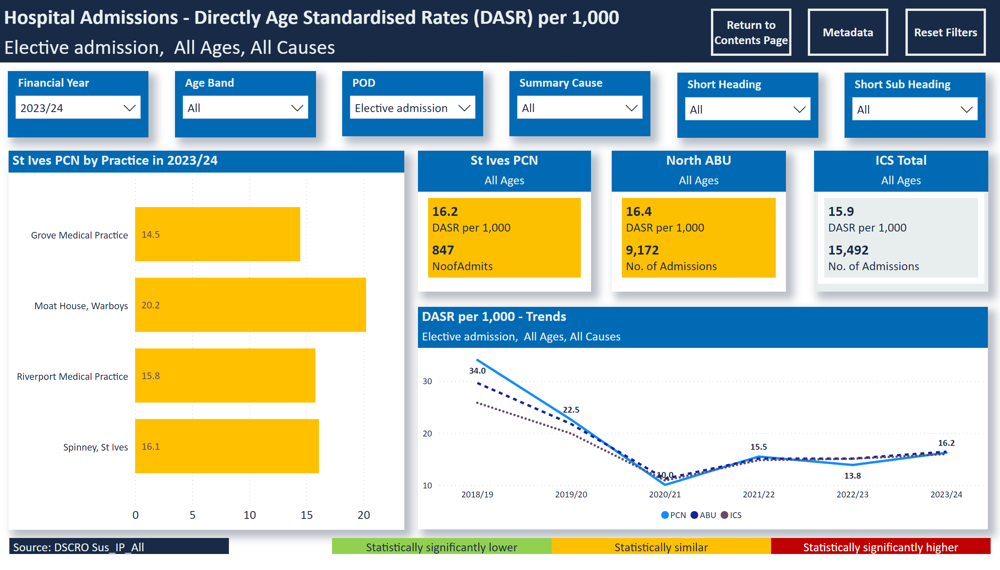 Hospital Admissions - Directly Age Standardised Rates (DASR) per 1,000
Elective admission,  All Ages, All Causes
Return to
Contents Page
Metadata
Reset Filters
Financial Year
2023/24
Age Band
All
POD
Elective admission
Summary Cause
All
Short Heading
All
Short Sub Heading
All
St Ives PCN by Practice in 2023/24
Grove Medical Practice
14.5
Moat House, Warboys
20.2
Riverport Medical Practice
15.8
Spinney, St Ives
16.1
0 5 10 15 20
St Ives PCN
All Ages
16.2
DASR per 1,000
847
NoofAdmits
North ABU
All Ages
16.4
DASR per 1,000
9,172
No. of Admissions
ICS Total
All Ages
15.9
DASR per 1,000
15,492
No. of Admissions
DASR per 1,000 - Trends
Elective admission,  All Ages, All Causes
30
20
10
34.0
22.5
10.0
15.5
13.8
16.2
2018/19 2019/20 2020/21 2021/22 2022/23 2023/24
PCN ABU ICS
Source: DSCRO Sus_IP_All
Statistically significantly lower
Statistically similar
Statistically significantly higher